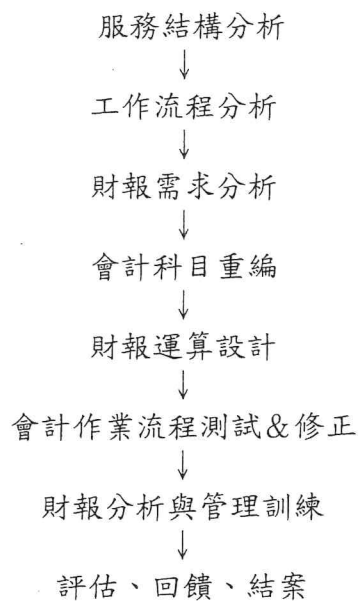 服務結構分析
↓
工作流程分析
↓
財報需求分析
↓
會計科目重編
↓
財報運算設計
↓
會計作業流程測試&修正
↓
財報分析與管理訓練
↓
評估、回饋、結案